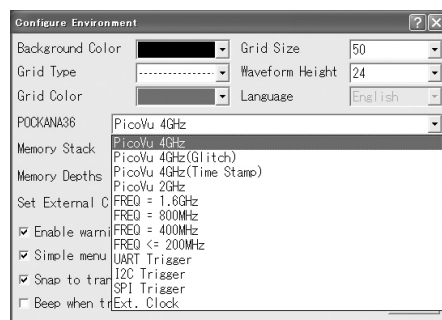 Configure Environment
Background Color
Grid Size 50
Grid Type
Waveform Height 24
Grid Color
Language English
POCKANA36 PicoVu 4GHz
PicoVu 4GHz
Memory Stack
PicoVu 4GHz(Glitch)
PicoVu 4GHz(Time Stamp)
Memory Depths
PicoVu 2GHz
Set External C
FREQ = 1.6GHz
FREQ = 800MHz
Enable warni
FREQ = 400MHz
FREQ <= 200MHz
Simple menu
UART Trigger
I2C Trigger
Snap to tran
SPI Trigger
Beep when tr
Ext. Clock